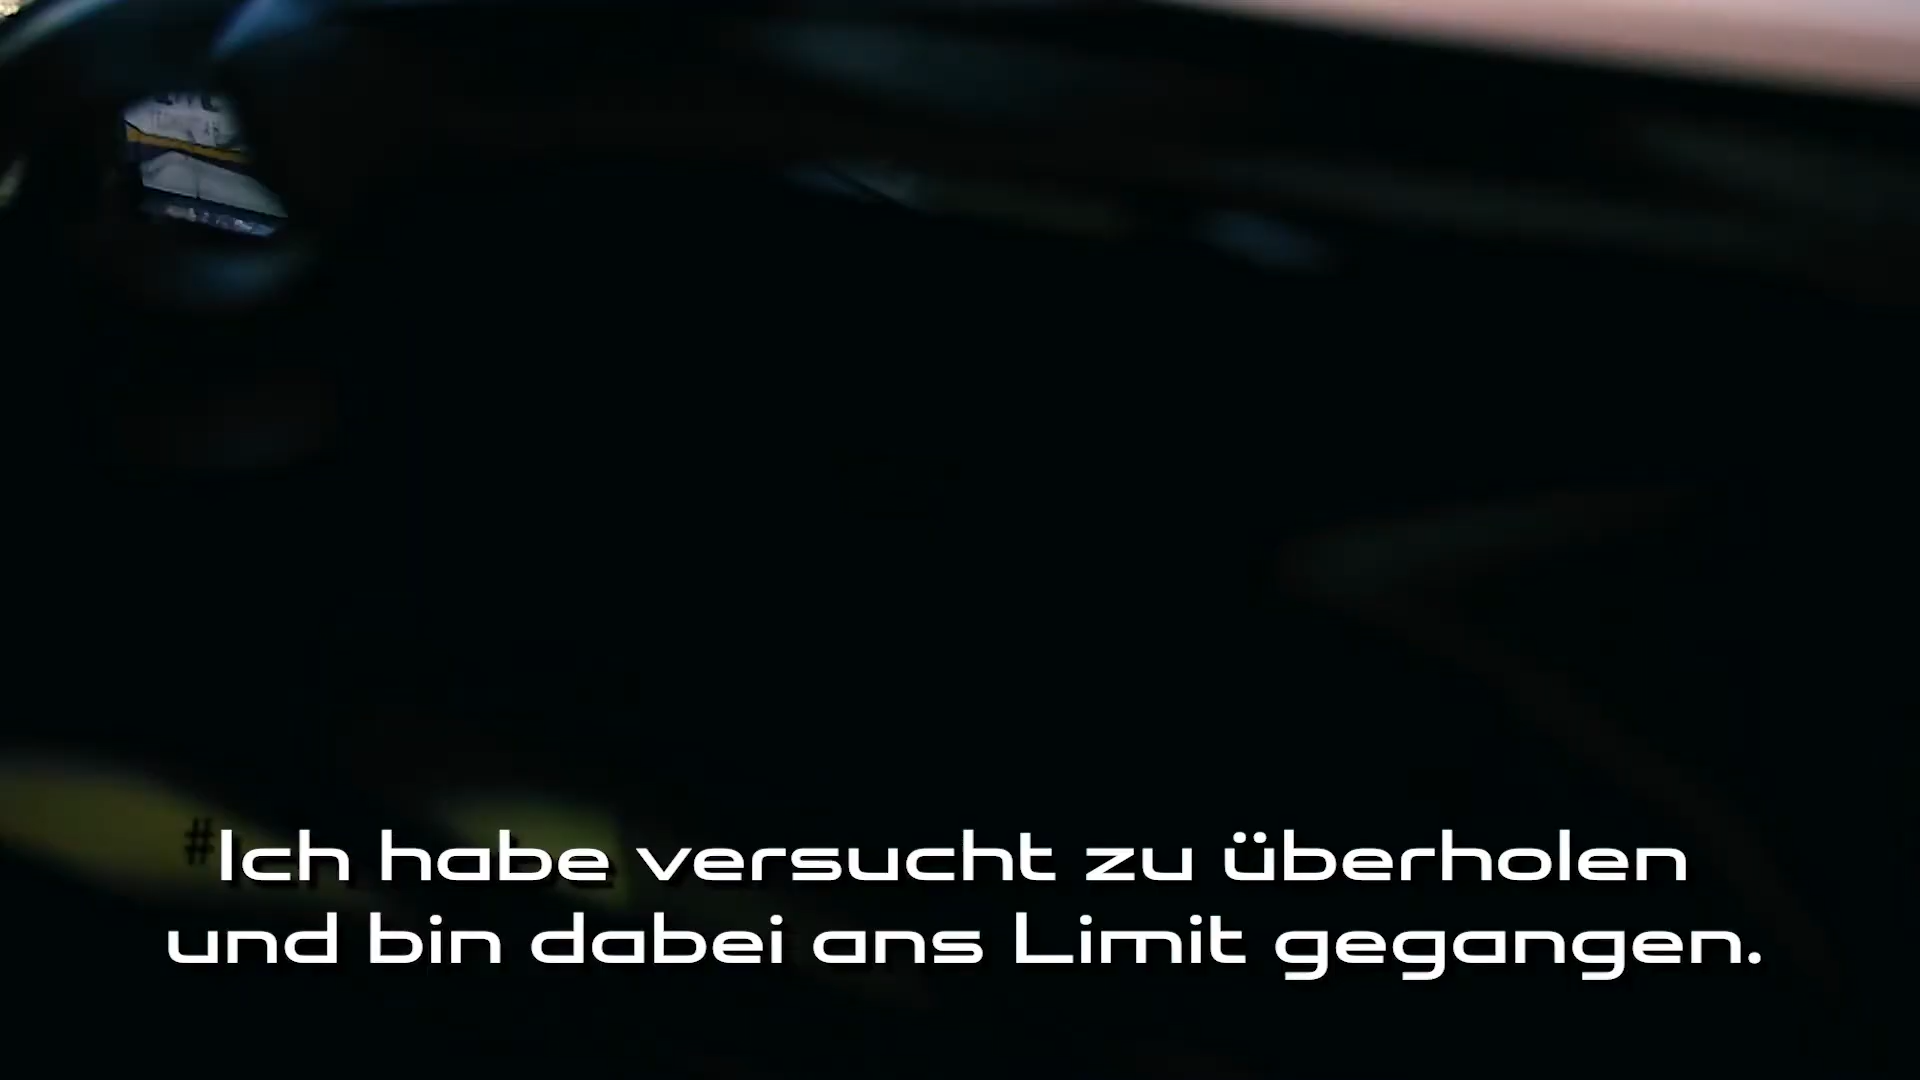 #Ich habe versucht zu überholen
und bin dabei ans Limit gegangen.